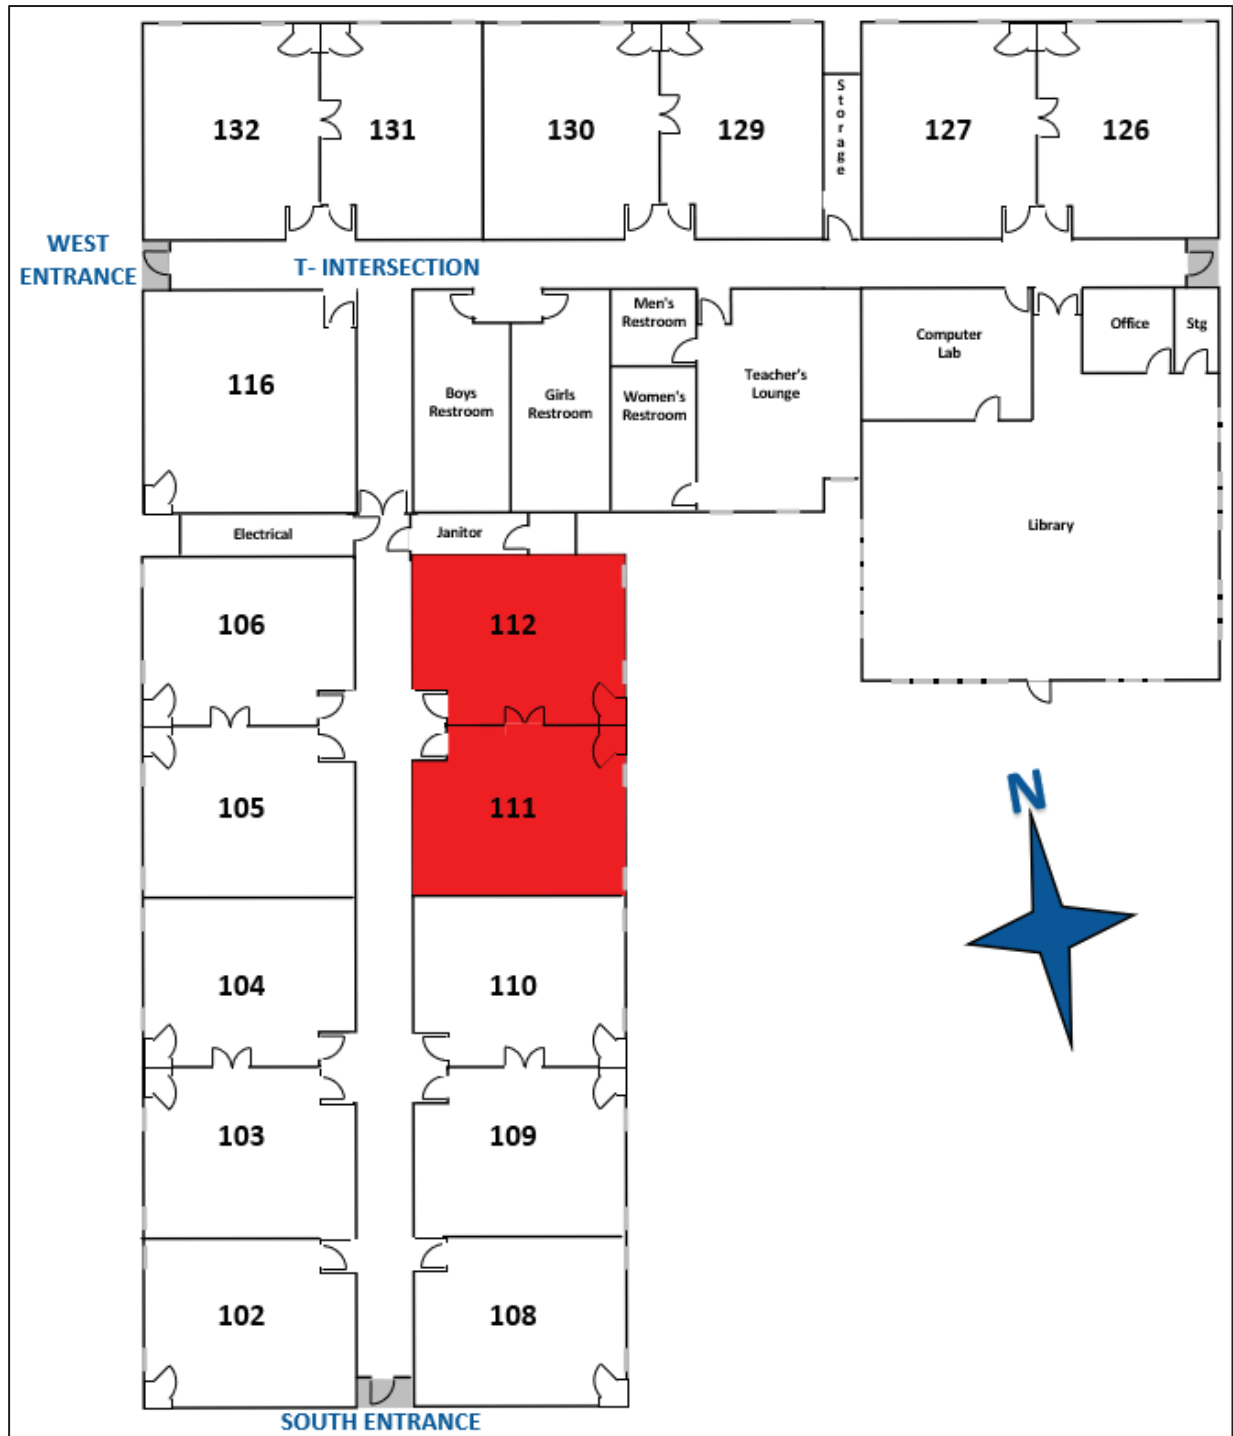 132
131
130
129
Storage
127
126
WEST
ENTRANCE
T- INTERSECTION
116
Boys
Restroom
Girls
Restroom
Men's
Restroom
Women's
Restroom
Teacher's
Lounge
Computer
Lab
Office
Stg
Electrical
Janitor
Library
106
112
105
111
N
104
110
103
109
102
108
SOUTH ENTRANCE